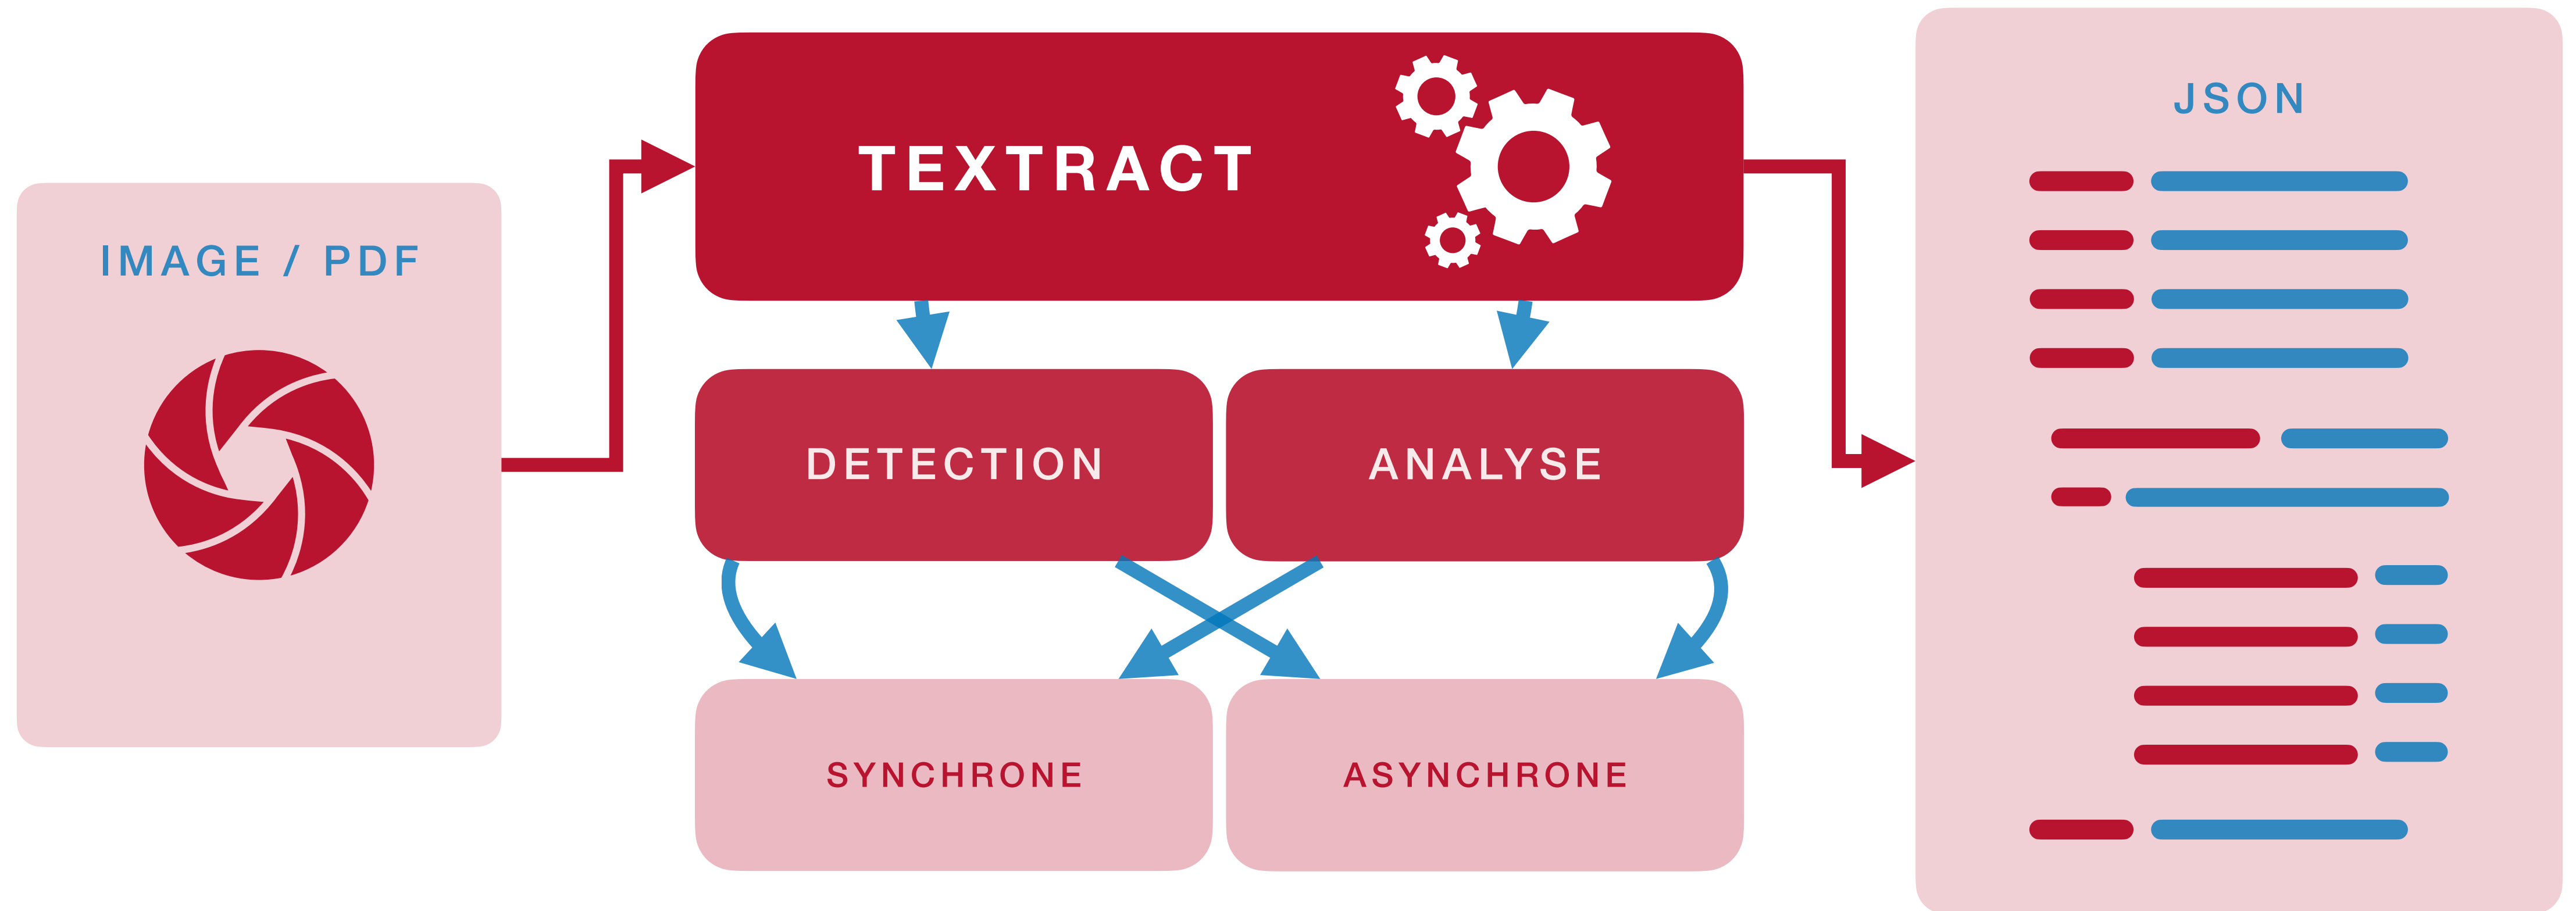 IMAGE / PDF
TEXTRACT
DETECTION
ANALYSE
SYNCHRONE
ASYNCHRONE
JSON